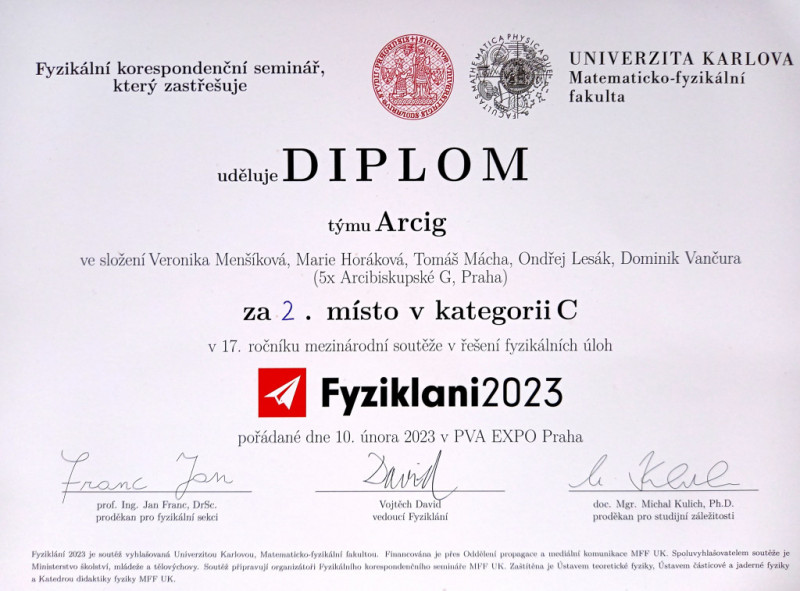 Fyzikální korespondenční seminář,
který zastřešuje
UNIVERZITA KARLOVA
Matematicko-fyzikální
fakulta
uděluje DIPLOM
týmu Arcig
ve složení Veronika Menšíková, Marie Horáková, Tomáš Mácha, Ondřej Lesák, Dominik Vančura
(5x Arcibiskupské G, Praha)
za 2. místo v kategorii C
v 17. ročníku mezinárodní soutěže v řešení fyzikálních úloh
Fyziklani2023
pořádané dne 10. února 2023 v PVA EXPO Praha
Franc Jan
David
M. Kulich
prof. Ing. Jan Franc, DrSc.
proděkan pro fyzikální sekci
Vojtěch David
vedoucí Fyziklání
doc. Mgr. Michal Kulich, Ph.D.
proděkan pro studijní záležitosti
Fyziklání 2023 je soutěž vyhlašovaná Univerzitou Karlovou, Matematicko-fyzikální fakultou. Financována je přes Oddělení propagace a mediální komunikace MFF UK. Spoluvyhlašovatelem soutěže je
Ministerstvo školství, mládeže a tělovýchovy. Soutěž připravují organizátoři Fyzikálního korespondenčního semináře MFF UK. Zaštítěna je Ústavem teoretické fyziky, Ústavem částicové a jaderné fyziky
a Katedrou didaktiky fyziky MFF UK.